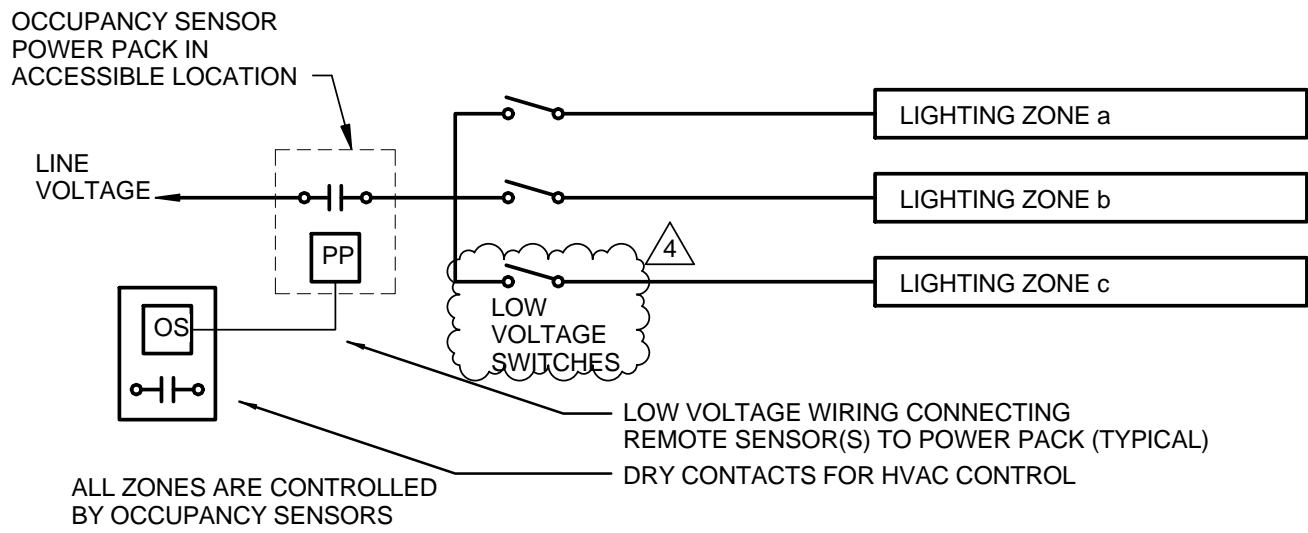 OCCUPANCY SENSOR
POWER PACK IN
ACCESSIBLE LOCATION
LINE
VOLTAGE
PP
OS
4
LOW
VOLTAGE
SWITCHES
LIGHTING ZONE a
LIGHTING ZONE b
LIGHTING ZONE c
LOW VOLTAGE WIRING CONNECTING
REMOTE SENSOR(S) TO POWER PACK (TYPICAL)
DRY CONTACTS FOR HVAC CONTROL
ALL ZONES ARE CONTROLLED
BY OCCUPANCY SENSORS